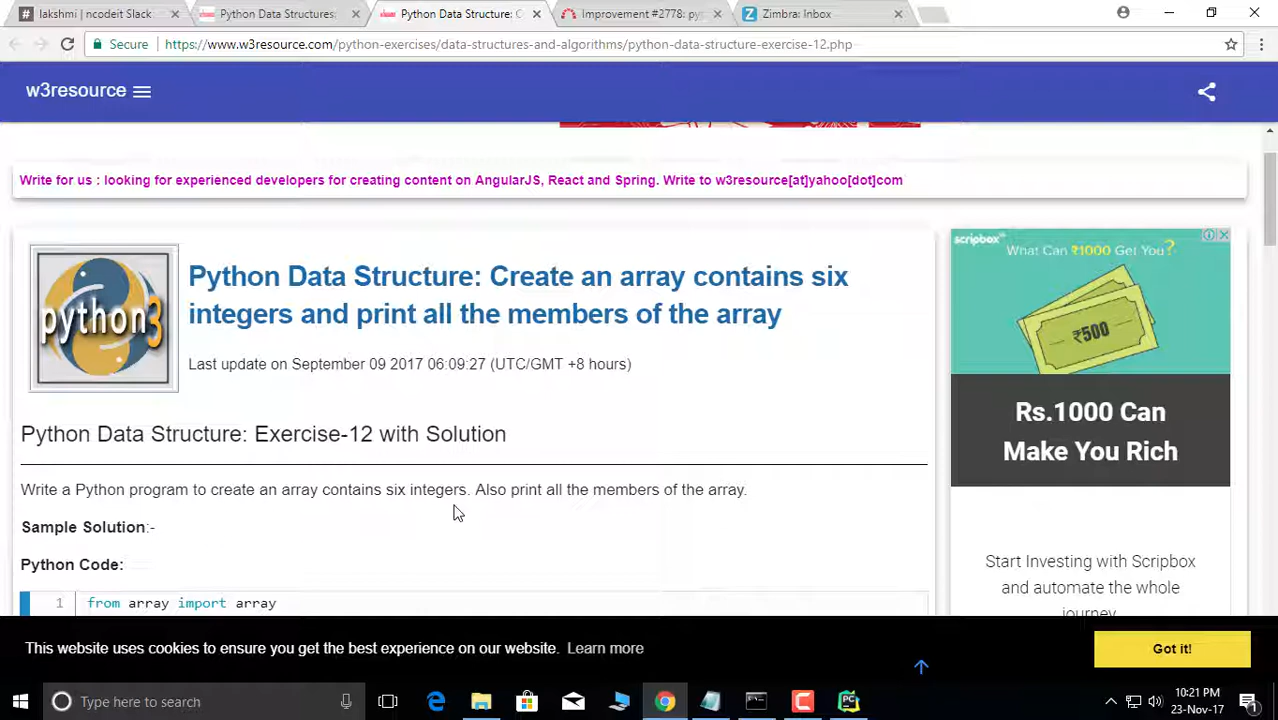 lakshmi | ncodeit Slack
Python Data Structures:
Python Data Structure: C
Improvement #2778: py
Zimbra: Inbox
Secure
https://www.w3resource.com/python-exercises/data-structures-and-algorithms/python-data-structure-exercise-12.php
w3resource
Write for us : looking for experienced developers for creating content on AngularJS, React and Spring. Write to w3resource[at]yahoo[dot]com
python3
Python Data Structure: Create an array contains six
integers and print all the members of the array
Last update on September 09 2017 06:09:27 (UTC/GMT +8 hours)
Python Data Structure: Exercise-12 with Solution
Write a Python program to create an array contains six integers. Also print all the members of the array.
Sample Solution:-
Python Code:
1 from array import array
scripbox
What Can ₹1000 Get You?
₹500
Rs.1000 Can
Make You Rich
Start Investing with Scripbox
and automate the whole
journey.
This website uses cookies to ensure you get the best experience on our website. Learn more
Got it!
Type here to search
PC
10:21 PM
23-Nov-17
1